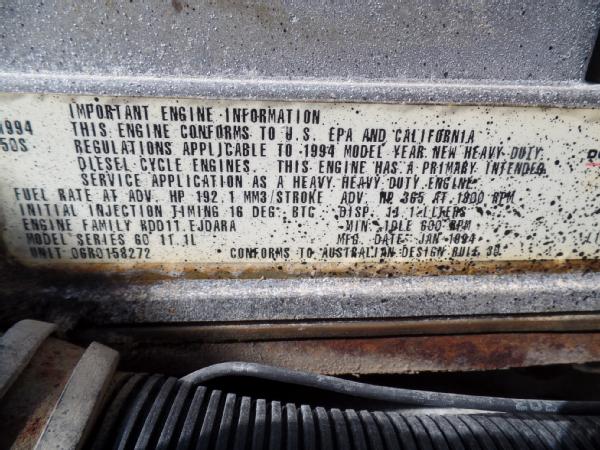 IMPORTANT ENGINE INFORMATION
THIS ENGINE CONFORMS TO U.S. EPA AND CALIFORNIA
REGULATIONS APPLICABLE TO 1994 MODEL YEAR NEW HEAVY DUTY
DIESEL CYCLE ENGINES. THIS ENGINE HAS A PRIMARY INTENDED
SERVICE APPLICATION AS A HEAVY HEAVY DUTY ENGINE.
FUEL RATE AT ADV. HP 192.1 MM3/STROKE ADV. HP 365 AT 1800 RPM
INITIAL INJECTION TIMING 16 DEG. BTC DISP. 11.1 LITERS
ENGINE FAMILY RDD11.EJDARA MIN. IDLE 600 RPM
MODEL SERIES 60 11.1L MFG. DATE: JAN 1994
UNIT 06R0158272 CONFORMS TO AUSTRALIAN DESIGN RULE 30